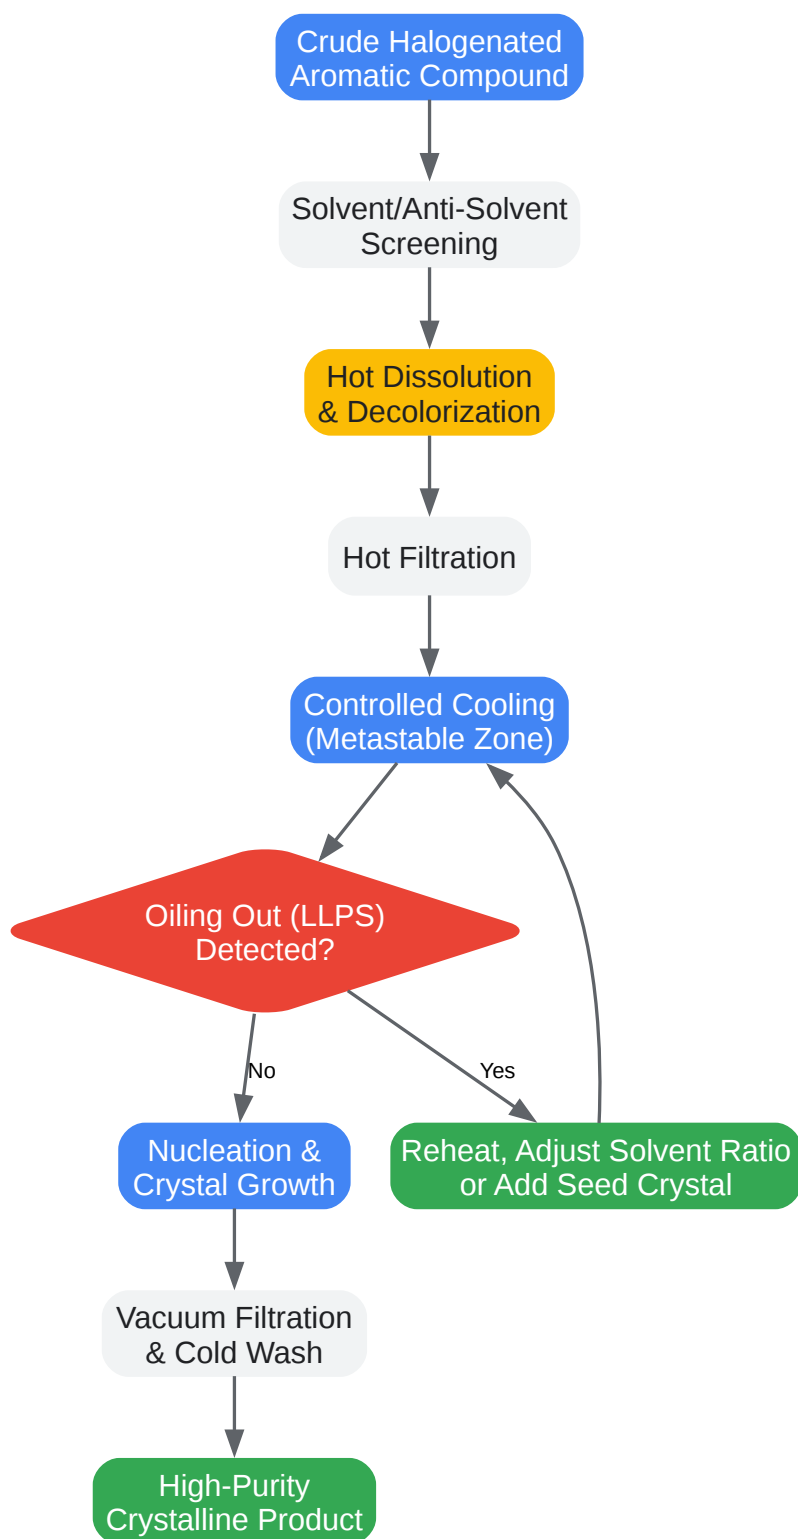 Crude Halogenated
Aromatic Compound
Solvent/Anti-Solvent
Screening
Hot Dissolution
& Decolorization
Hot Filtration
Controlled Cooling
(Metastable Zone)
Oiling Out (LLPS)
Detected?
No
Yes
Nucleation &
Crystal Growth
Reheat, Adjust Solvent Ratio
or Add Seed Crystal
Vacuum Filtration
& Cold Wash
High-Purity
Crystalline Product